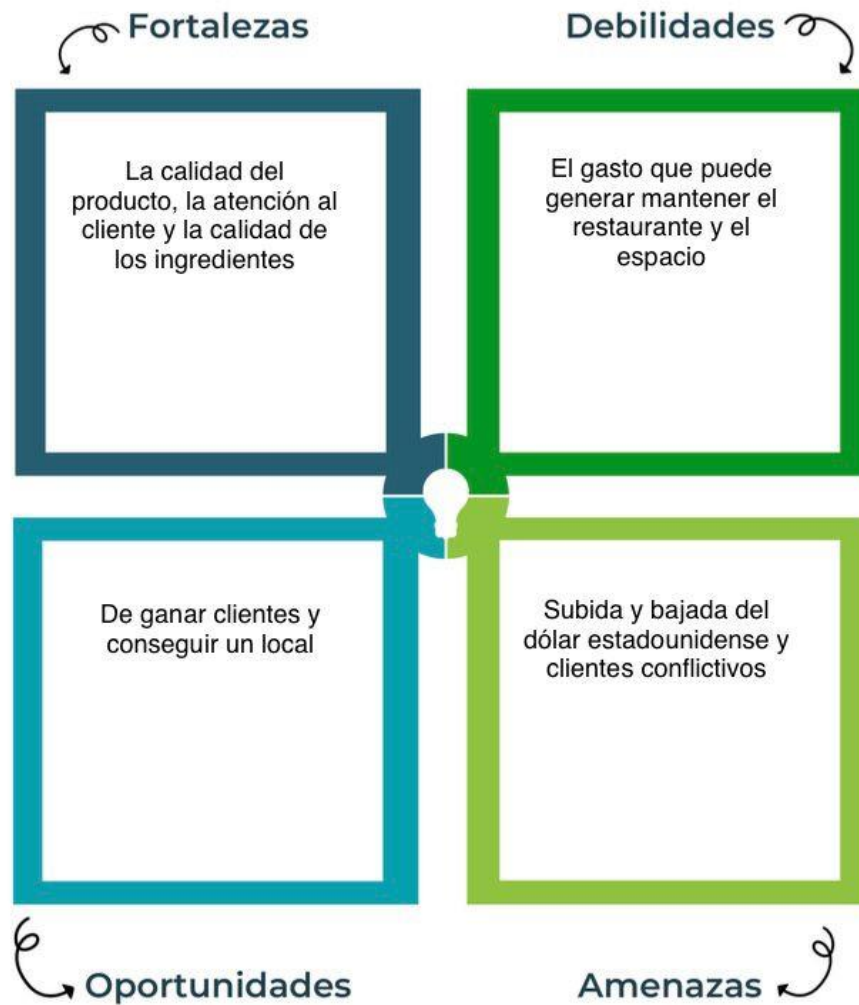 Fortalezas
La calidad del
producto, la atención al
cliente y la calidad de
los ingredientes
Debilidades
El gasto que puede
generar mantener el
restaurante y el
espacio
De ganar clientes y
conseguir un local
Oportunidades
Subida y bajada del
dólar estadounidense y
clientes conflictivos
Amenazas